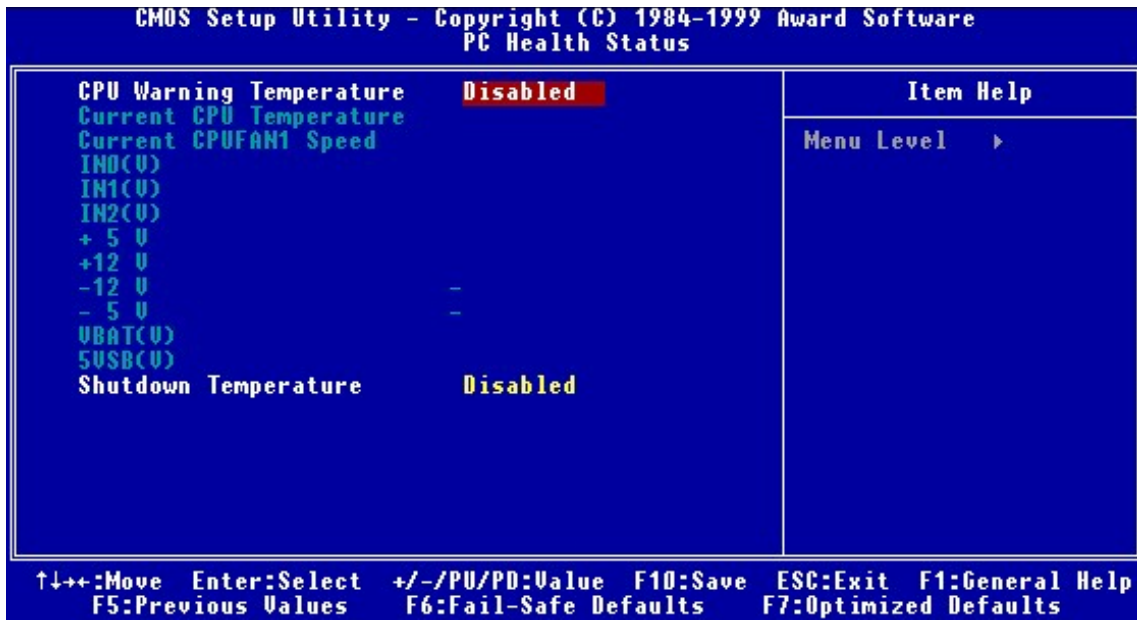 CMOS Setup Utility - Copyright (C) 1984-1999 Award Software
PC Health Status
CPU Warning Temperature Disabled
Current CPU Temperature
Current CPUFAN1 Speed
IN0(V)
IN1(V)
IN2(V)
+ 5 V
+12 V
-12 V -
- 5 V -
VBAT(V)
5VSB(V)
Shutdown Temperature Disabled
Item Help
Menu Level ▸
↑↓→←:Move Enter:Select +/-/PU/PD:Value F10:Save ESC:Exit F1:General Help
F5:Previous Values F6:Fail-Safe Defaults F7:Optimized Defaults